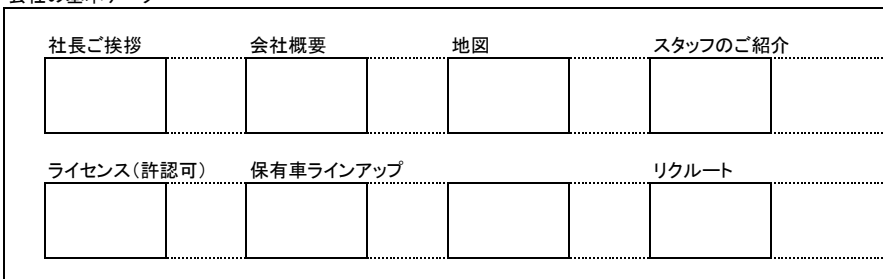 社長ご挨拶
会社概要
地図
スタッフのご紹介
ライセンス（許認可）
保有車ラインアップ
リクルート